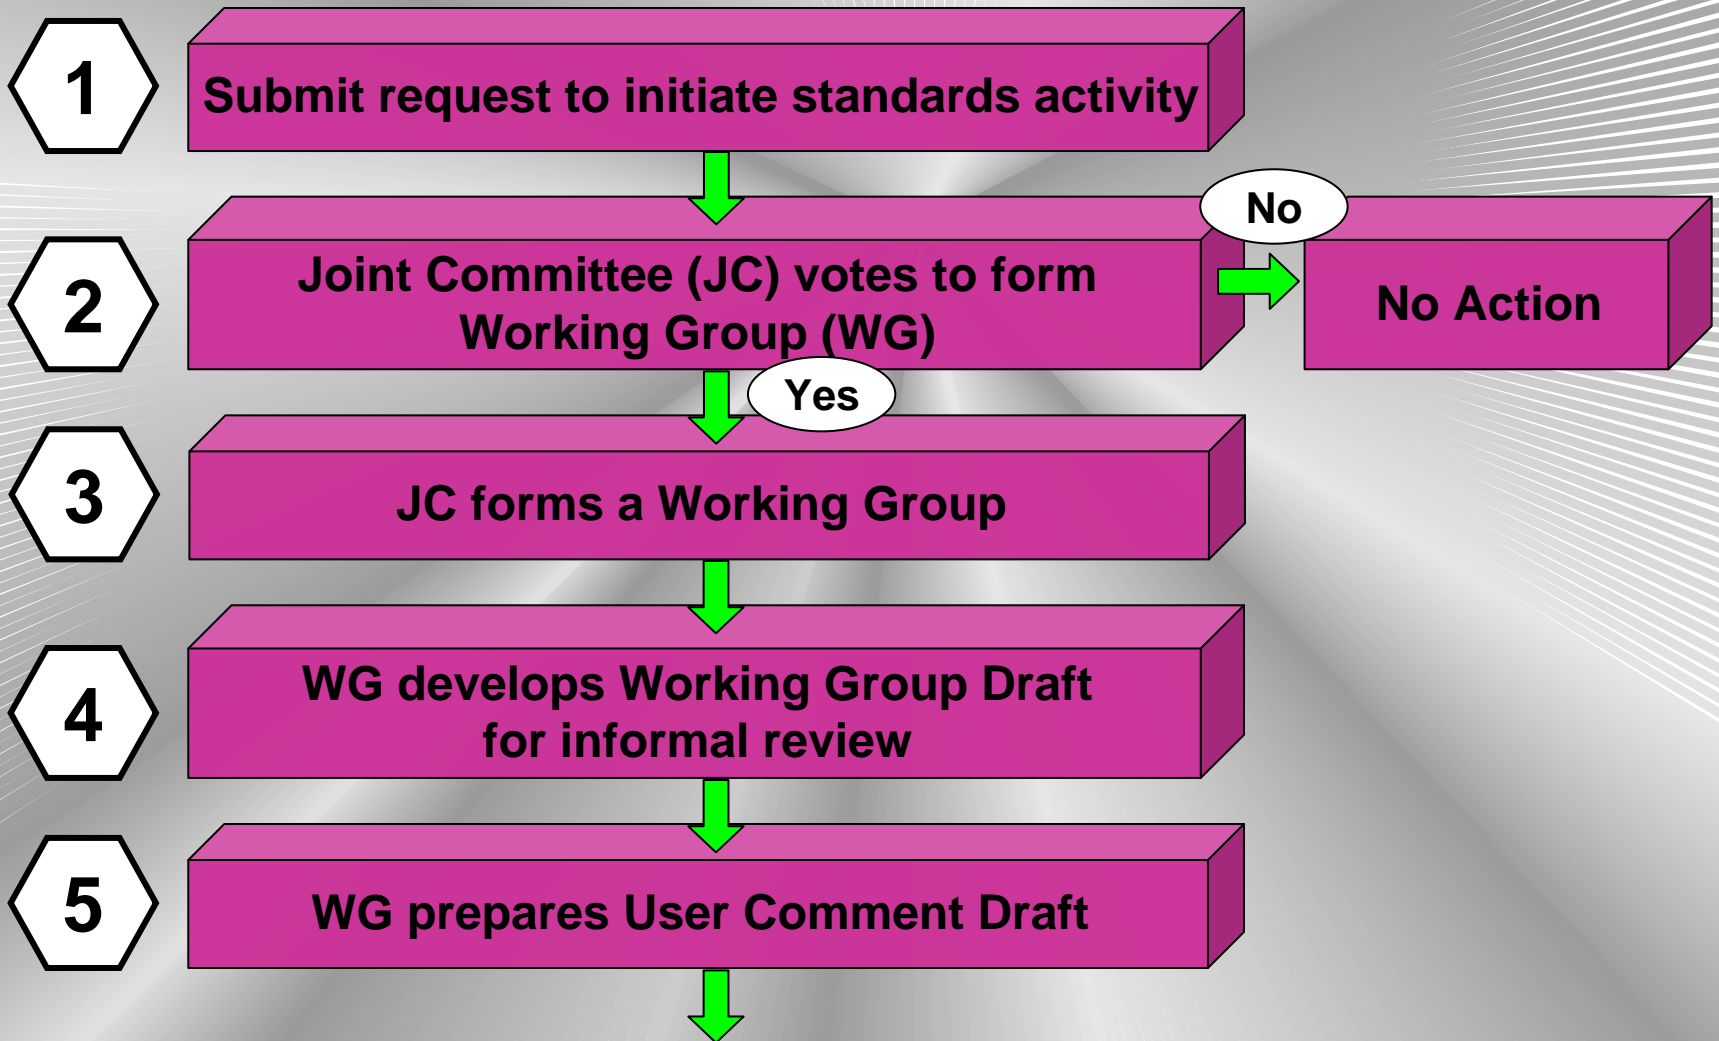 1
Submit request to initiate standards activity
2
Joint Committee (JC) votes to form
Working Group (WG)
No
No Action
Yes
3
JC forms a Working Group
4
WG develops Working Group Draft
for informal review
5
WG prepares User Comment Draft